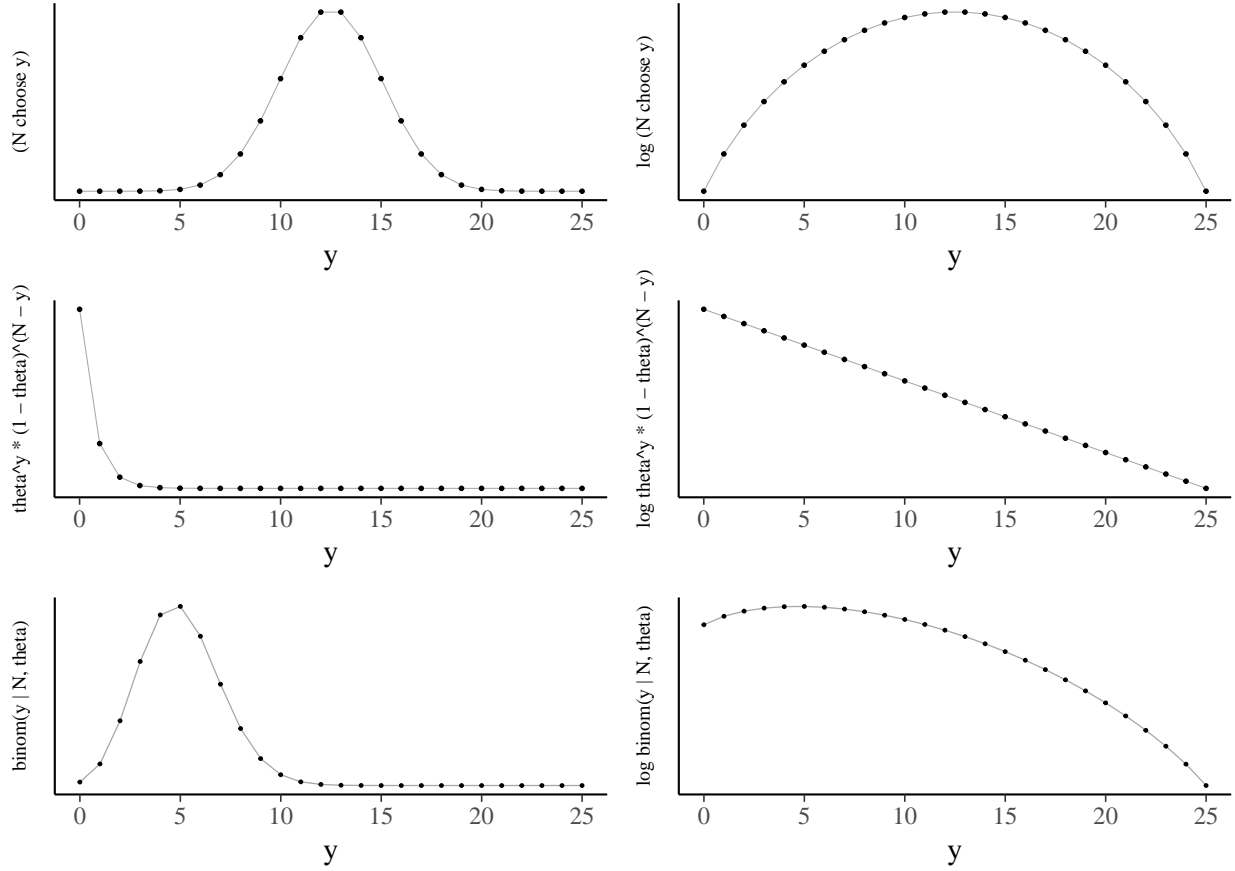 (N choose y)
0 5 10 15 20 25
y
log (N choose y)
0 5 10 15 20 25
y
theta^y * (1 − theta)^(N − y)
0 5 10 15 20 25
y
log theta^y * (1 − theta)^(N − y)
0 5 10 15 20 25
y
binom(y | N, theta)
0 5 10 15 20 25
y
log binom(y | N, theta)
0 5 10 15 20 25
y